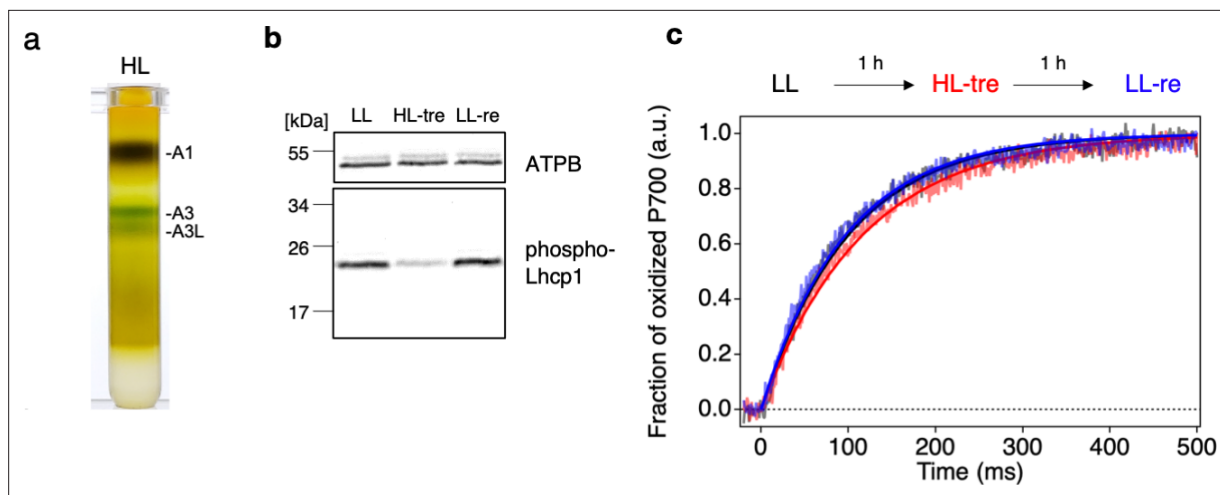 a
HL
-A1
-A3
-A3L
b
[kDa]
LL HL-tre LL-re
55
ATPB
34
26
17
phospho-
Lhcp1
c
1 h 1 h
LL HL-tre LL-re
Fraction of oxidized P700 (a.u.)
1.0
0.8
0.6
0.4
0.2
0.0
0 100 200 300 400 500
Time (ms)